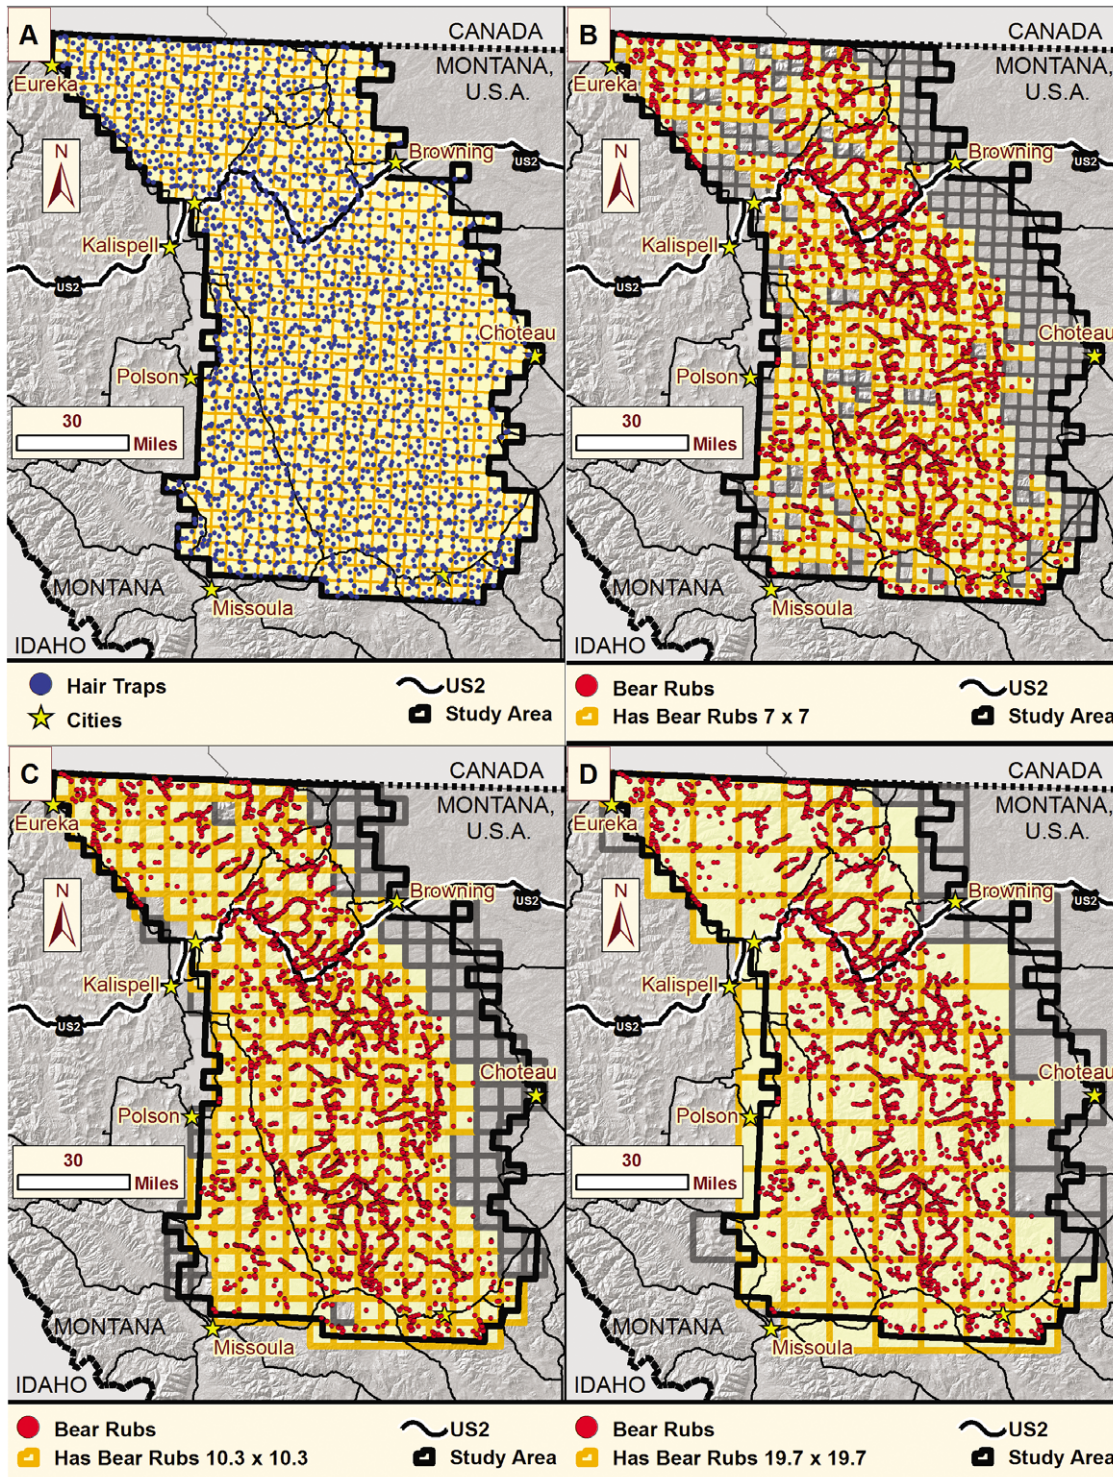 A
CANADA
MONTANA,
U.S.A.
Eureka
N
Browning
US2
Kalispell
US2
Choteau
Polson
30
Miles
MONTANA
Missoula
IDAHO
Hair Traps
US2
Cities
Study Area
B
CANADA
MONTANA,
U.S.A.
Eureka
N
Browning
US2
Kalispell
US2
Choteau
Polson
30
Miles
MONTANA
Missoula
IDAHO
Bear Rubs
US2
Has Bear Rubs 7 x 7
Study Area
C
CANADA
MONTANA,
U.S.A.
Eureka
N
Browning
US2
Kalispell
US2
Choteau
Polson
30
Miles
MONTANA
Missoula
IDAHO
Bear Rubs
US2
Has Bear Rubs 10.3 x 10.3
Study Area
D
CANADA
MONTANA,
U.S.A.
Eureka
N
Browning
US2
Kalispell
US2
Choteau
Polson
30
Miles
MONTANA
Missoula
IDAHO
Bear Rubs
US2
Has Bear Rubs 19.7 x 19.7
Study Area